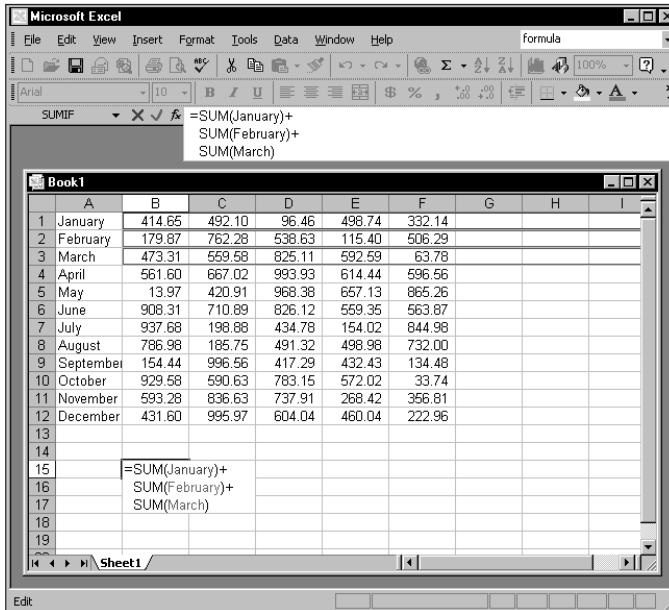 Microsoft Excel
File Edit View Insert Format Tools Data Window Help formula
ABC Σ 100% ?
Arial 10 B I U $ % , A
SUMIF fx =SUM(January)+
SUM(February)+
SUM(March)
Book1
A B C D E F G H I
1 January 414.65 492.10 96.46 498.74 332.14
2 February 179.87 762.28 538.63 115.40 506.29
3 March 473.31 559.58 825.11 592.59 63.78
4 April 561.60 667.02 993.93 614.44 596.56
5 May 13.97 420.91 968.38 657.13 865.26
6 June 908.31 710.89 826.12 559.35 563.87
7 July 937.68 198.88 434.78 154.02 844.98
8 August 786.98 185.75 491.32 498.98 732.00
9 September 154.44 996.56 417.29 432.43 134.48
10 October 929.58 590.63 783.15 572.02 33.74
11 November 593.28 836.63 737.91 268.42 356.81
12 December 431.60 995.97 604.04 460.04 222.96
13
14
15 =SUM(January)+
16 SUM(February)+
17 SUM(March)
18
19
Sheet1
Edit